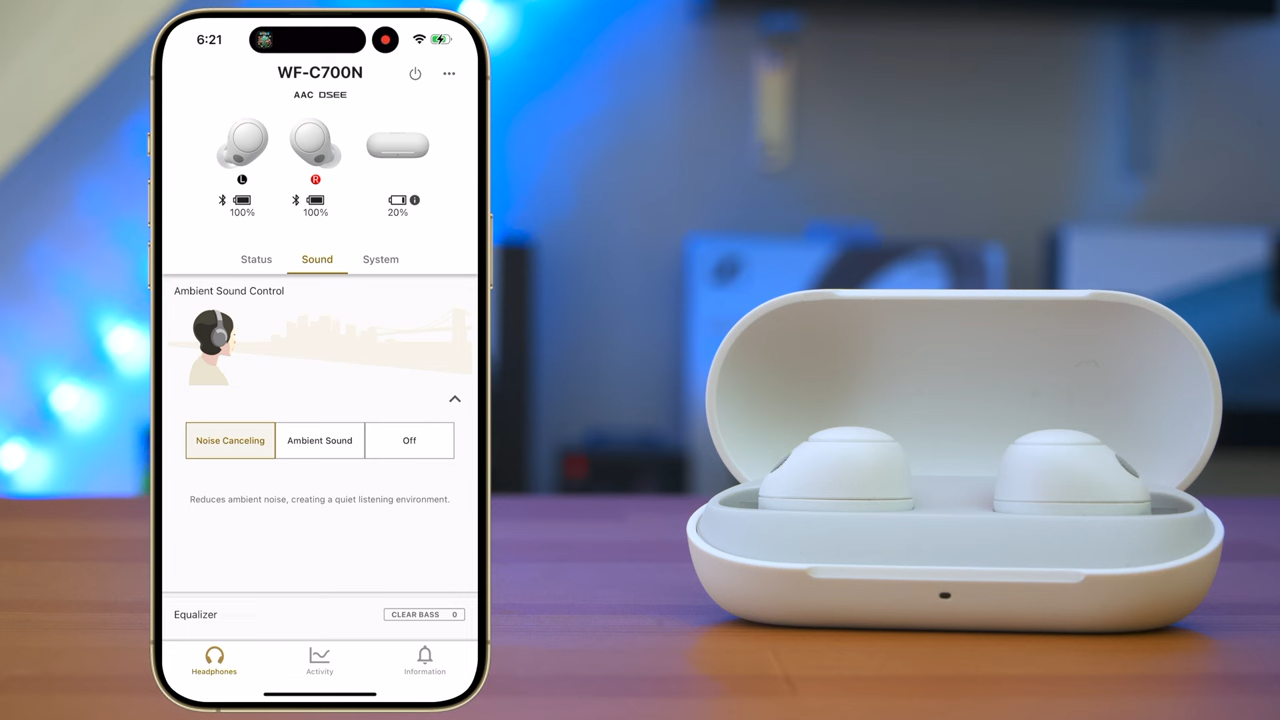 6:21
WF-C700N
AAC DSEE
L
R
100%
100%
20%
Status
Sound
System
Ambient Sound Control
Noise Canceling
Ambient Sound
Off
Reduces ambient noise, creating a quiet listening environment.
Equalizer
CLEAR BASS 0
Headphones
Activity
Information